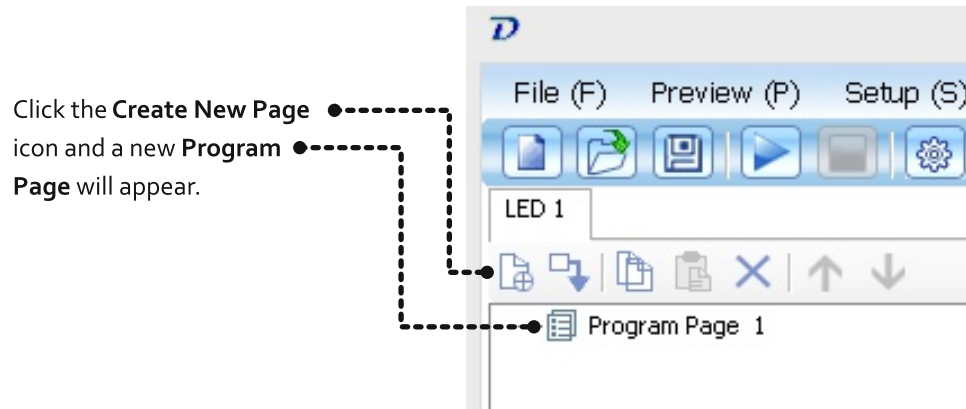 Click the Create New Page
icon and a new Program
Page will appear.
D
File (F) Preview (P) Setup (S)
LED 1
Program Page 1